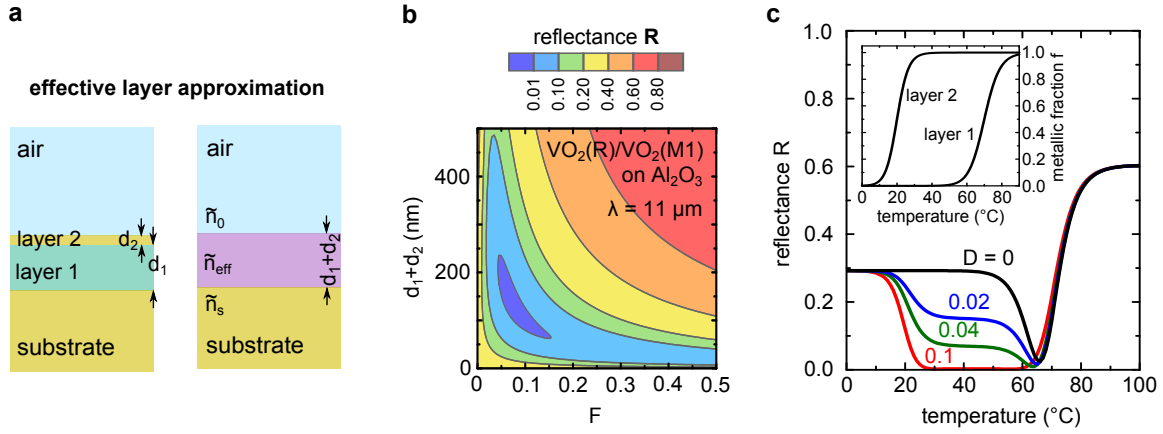 a
effective layer approximation
air
layer 2
layer 1
substrate
d2
d1
air
ñ0
ñeff
ñs
substrate
d1+d2
b
reflectance R
0.01
0.10
0.20
0.40
0.60
0.80
VO2(R)/VO2(M1)
on Al2O3
λ = 11 μm
d1+d2 (nm)
400
200
0
0 0.1 0.2 0.3 0.4 0.5
F
c
reflectance R
1.0
0.8
0.6
0.4
0.2
0.0
layer 2
layer 1
1.0
0.8
0.6
0.4
0.2
0.0
metallic fraction f
0 20 40 60 80
temperature (°C)
D = 0
0.02
0.04
0.1
0 20 40 60 80 100
temperature (°C)